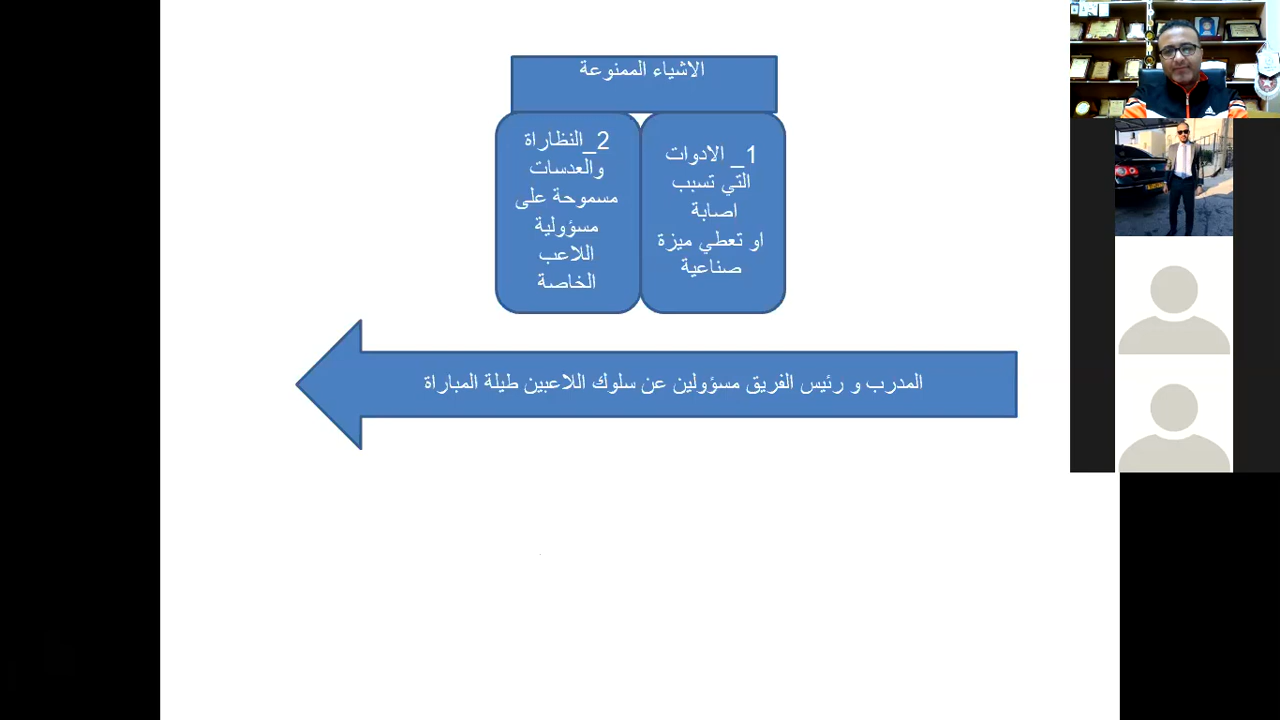 الاشياء الممنوعة
1_ الادوات
التي تسبب
اصابة
او تعطي ميزة
صناعية
2_النظاراة
والعدسات
مسموحة على
مسؤولية
اللاعب
الخاصة
المدرب و رئيس الفريق مسؤولين عن سلوك اللاعبين طيلة المباراة